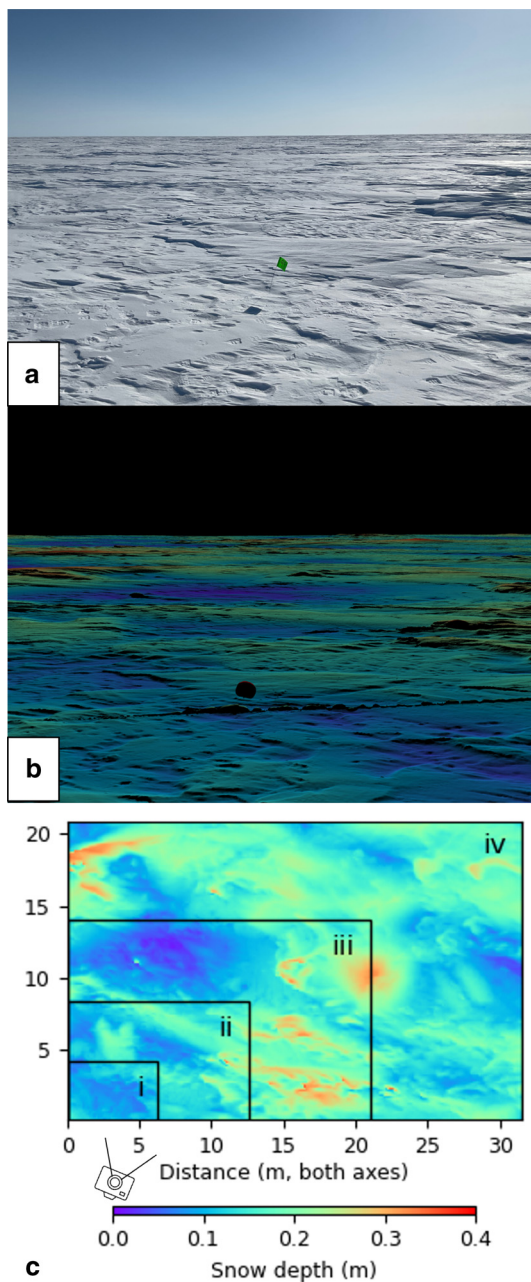 a
b
20
15
10
5
iv
iii
ii
i
0 5 10 15 20 25 30
Distance (m, both axes)
0.0 0.1 0.2 0.3 0.4
Snow depth (m)
c